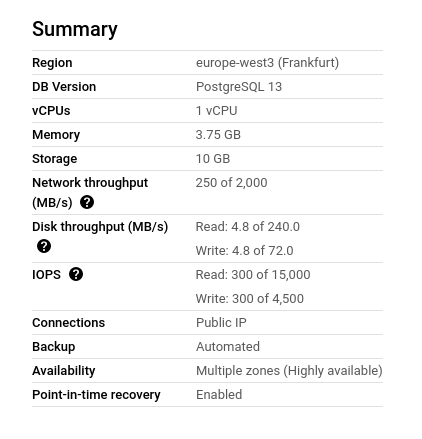 Summary
Region europe-west3 (Frankfurt)
DB Version PostgreSQL 13
vCPUs 1 vCPU
Memory 3.75 GB
Storage 10 GB
Network throughput 250 of 2,000
(MB/s) ?
Disk throughput (MB/s) Read: 4.8 of 240.0
? Write: 4.8 of 72.0
IOPS ? Read: 300 of 15,000
Write: 300 of 4,500
Connections Public IP
Backup Automated
Availability Multiple zones (Highly available)
Point-in-time recovery Enabled